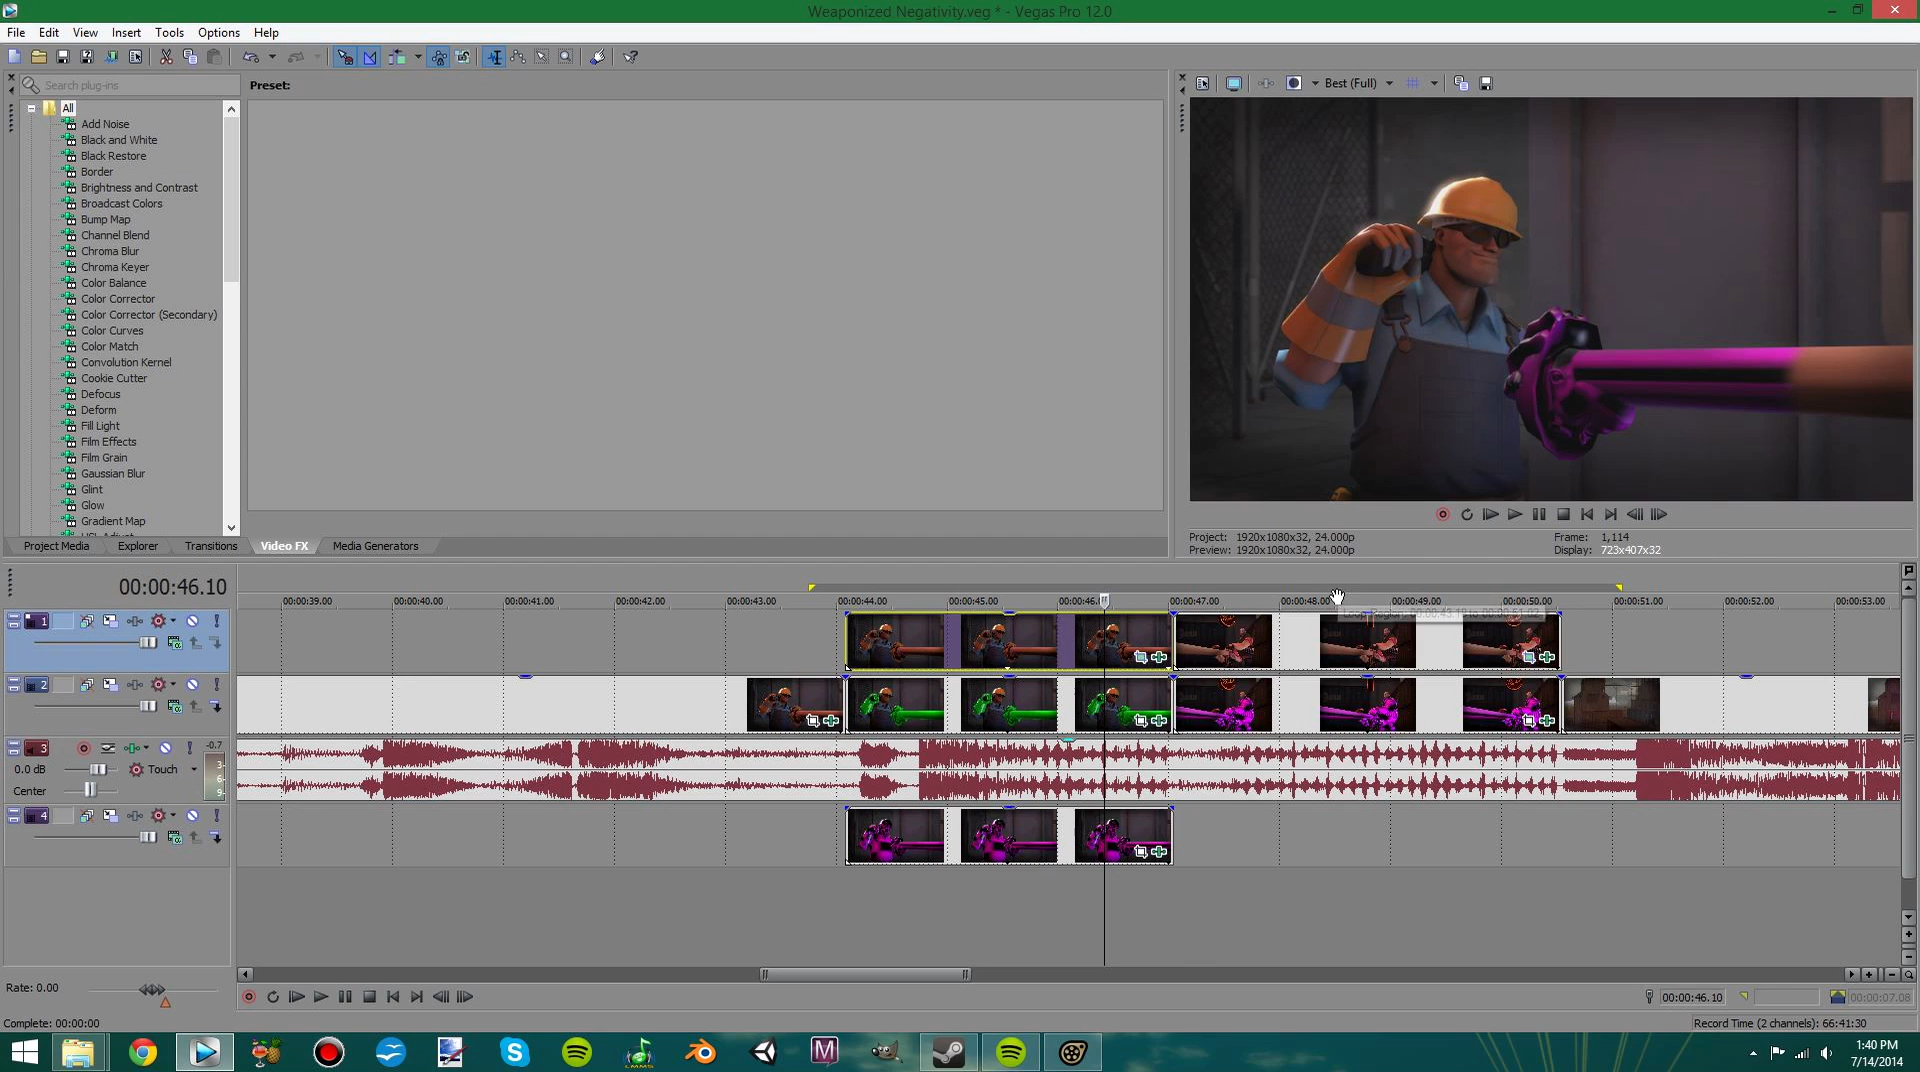 Weaponized Negativity.veg * - Vegas Pro 12.0
File Edit View Insert Tools Options Help
Search plug-ins
Preset:
Best (Full)
All
Add Noise
Black and White
Black Restore
Border
Brightness and Contrast
Broadcast Colors
Bump Map
Channel Blend
Chroma Blur
Chroma Keyer
Color Balance
Color Corrector
Color Corrector (Secondary)
Color Curves
Color Match
Convolution Kernel
Cookie Cutter
Defocus
Deform
Fill Light
Film Effects
Film Grain
Gaussian Blur
Glint
Glow
Gradient Map
Project Media Explorer Transitions Video FX Media Generators
Project: 1920x1080x32, 24.000p Frame: 1,114
Preview: 1920x1080x32, 24.000p Display: 723x407x32
00:00:46.10
00:00:39.00 00:00:40.00 00:00:41.00 00:00:42.00 00:00:43.00 00:00:44.00 00:00:45.00 00:00:46.0 00:00:47.00 00:00:48.00 00:00:49.00 00:00:50.00 00:00:51.00 00:00:52.00 00:00:53.00
1
2
3 -0.7
0.0 dB Touch 3-
6-
Center 9-
4
Rate: 0.00
00:00:46.10 00:00:07.08
Complete: 00:00:00 Record Time (2 channels): 66:41:30
LMMS
1:40 PM
7/14/2014